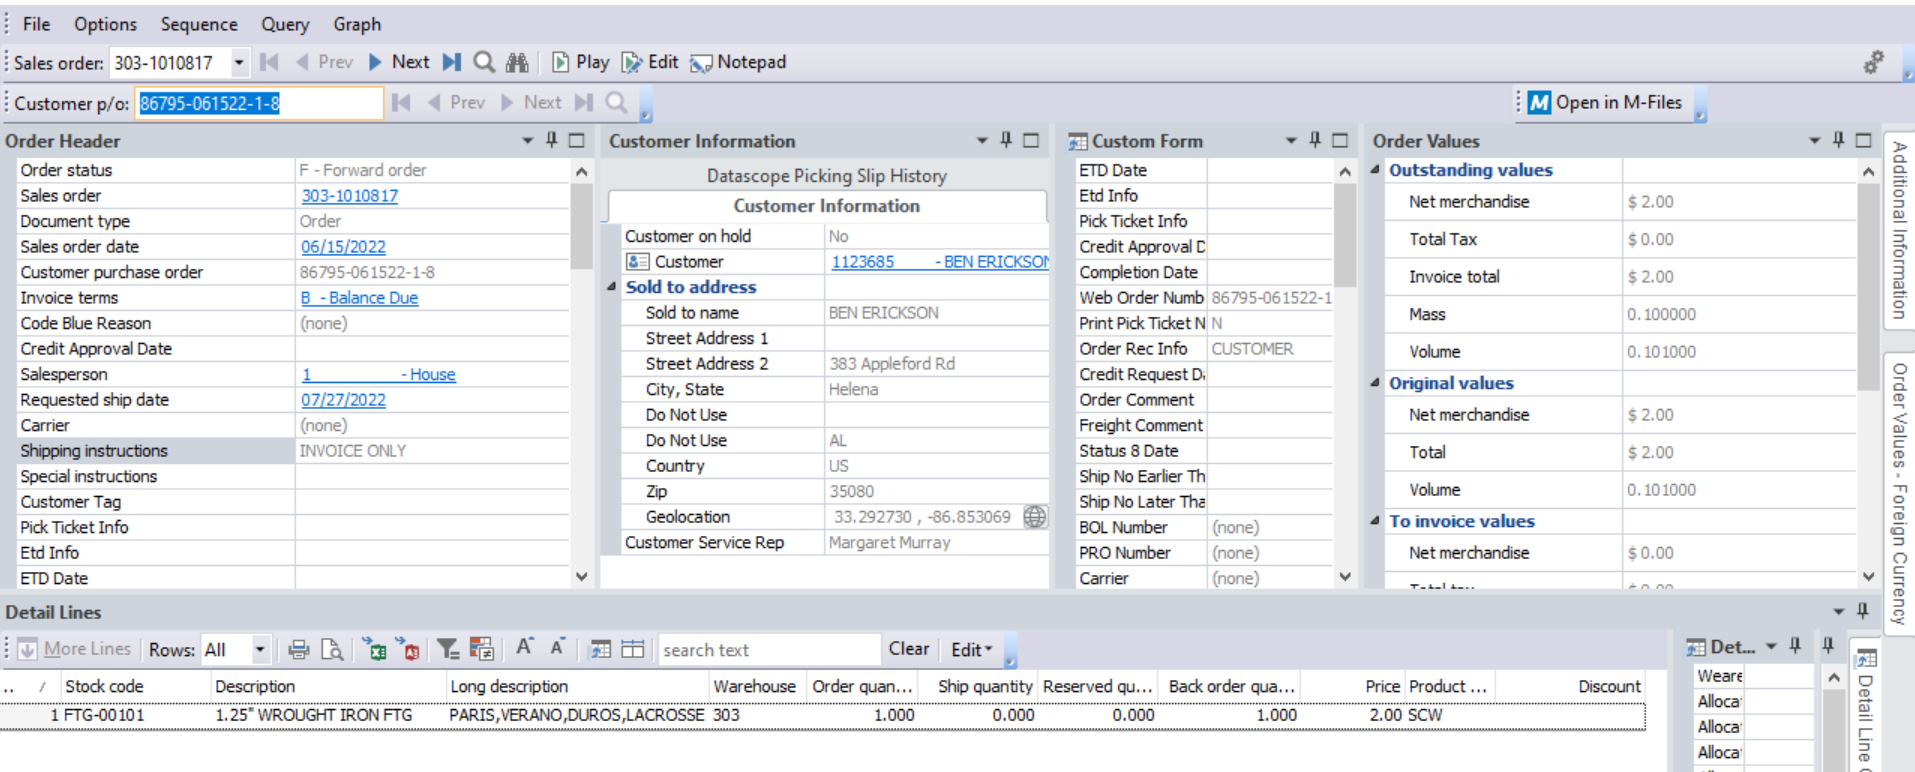 File Options Sequence Query Graph
Sales order: 303-1010817 Prev Next Play Edit Notepad
Customer p/o: 86795-061522-1-8 Prev Next Open in M-Files
Order Header
Order status F - Forward order
Sales order 303-1010817
Document type Order
Sales order date 06/15/2022
Customer purchase order 86795-061522-1-8
Invoice terms B - Balance Due
Code Blue Reason (none)
Credit Approval Date
Salesperson 1 - House
Requested ship date 07/27/2022
Carrier (none)
Shipping instructions INVOICE ONLY
Special instructions
Customer Tag
Pick Ticket Info
Etd Info
ETD Date
Customer Information
Datascope Picking Slip History
Customer Information
Customer on hold No
Customer 1123685 - BEN ERICKSON
Sold to address
Sold to name BEN ERICKSON
Street Address 1
Street Address 2 383 Appleford Rd
City, State Helena
Do Not Use
Do Not Use AL
Country US
Zip 35080
Geolocation 33.292730 , -86.853069
Customer Service Rep Margaret Murray
Custom Form
ETD Date
Etd Info
Pick Ticket Info
Credit Approval D
Completion Date
Web Order Numb 86795-061522-1
Print Pick Ticket N N
Order Rec Info CUSTOMER
Credit Request Da
Order Comment
Freight Comment
Status 8 Date
Ship No Earlier Th
Ship No Later Tha
BOL Number (none)
PRO Number (none)
Carrier (none)
Order Values
Outstanding values
Net merchandise $ 2.00
Total Tax $ 0.00
Invoice total $ 2.00
Mass 0.100000
Volume 0.101000
Original values
Net merchandise $ 2.00
Total $ 2.00
Volume 0.101000
To invoice values
Net merchandise $ 0.00
Total tax $ 0.00
Additional Information
Order Values - Foreign Currency
Detail Lines
More Lines Rows: All search text Clear Edit
.. / Stock code Description Long description Warehouse Order quan... Ship quantity Reserved qu... Back order qua... Price Product ... Discount
1 FTG-00101 1.25" WROUGHT IRON FTG PARIS,VERANO,DUROS,LACROSSE 303 1.000 0.000 0.000 1.000 2.00 SCW
Det...
Weare
Alloca
Alloca
Alloca
Detail Line